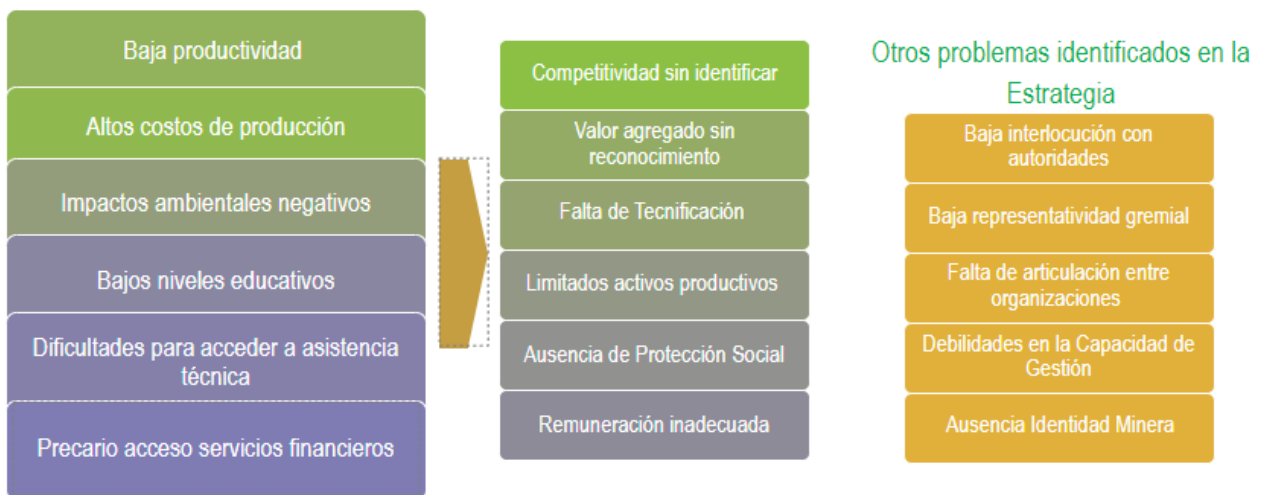 Baja productividad
Altos costos de producción
Impactos ambientales negativos
Bajos niveles educativos
Dificultades para acceder a asistencia
técnica
Precario acceso servicios financieros
Competitividad sin identificar
Valor agregado sin
reconocimiento
Falta de Tecnificación
Limitados activos productivos
Ausencia de Protección Social
Remuneración inadecuada
Otros problemas identificados en la
Estrategia
Baja interlocución con
autoridades
Baja representatividad gremial
Falta de articulación entre
organizaciones
Debilidades en la Capacidad de
Gestión
Ausencia Identidad Minera